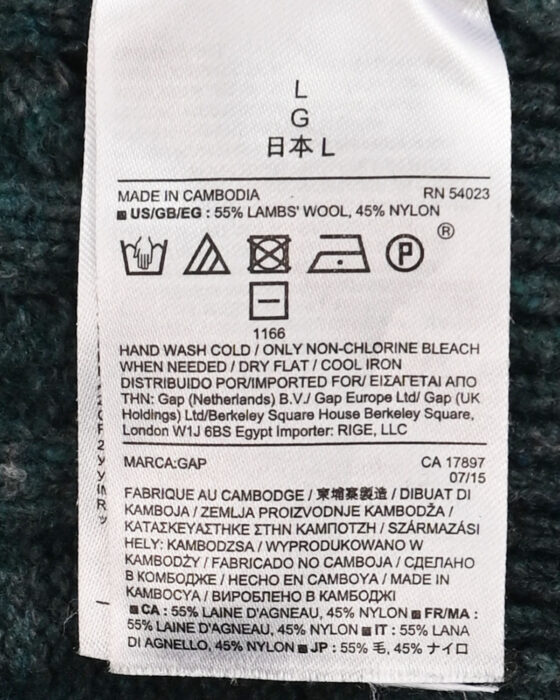 L
G
日本 L
MADE IN CAMBODIA RN 54023
US/GB/EG : 55% LAMBS' WOOL, 45% NYLON
P ®
1166
HAND WASH COLD / ONLY NON-CHLORINE BLEACH
WHEN NEEDED / DRY FLAT / COOL IRON
DISTRIBUIDO POR/IMPORTED FOR/ ΕΙΣΑΓΕΤΑΙ ΑΠΟ
ΤΗΝ: Gap (Netherlands) B.V./ Gap Europe Ltd/ Gap (UK
Holdings) Ltd/Berkeley Square House Berkeley Square,
London W1J 6BS Egypt Importer: RIGE, LLC
MARCA:GAP CA 17897
07/15
FABRIQUE AU CAMBODGE / 柬埔寨製造 / DIBUAT DI
KAMBOJA / ZEMLJA PROIZVODNJE KAMBODŽA /
ΚΑΤΑΣΚΕΥΑΣΤΗΚΕ ΣΤΗΝ ΚΑΜΠΟΤΖΗ / SZÁRMAZÁSI
HELY: KAMBODZSA / WYPRODUKOWANO W
KAMBODŻY / FABRICADO NO CAMBOJA / СДЕЛАНО
В КОМБОДЖЕ / HECHO EN CAMBOYA / MADE IN
KAMBOCYA / ВИРОБЛЕНО В КАМБОДЖІ
CA : 55% LAINE D'AGNEAU, 45% NYLON FR/MA :
55% LAINE D'AGNEAU, 45% NYLON IT : 55% LANA
DI AGNELLO, 45% NYLON JP : 55% 毛, 45% ナイロ